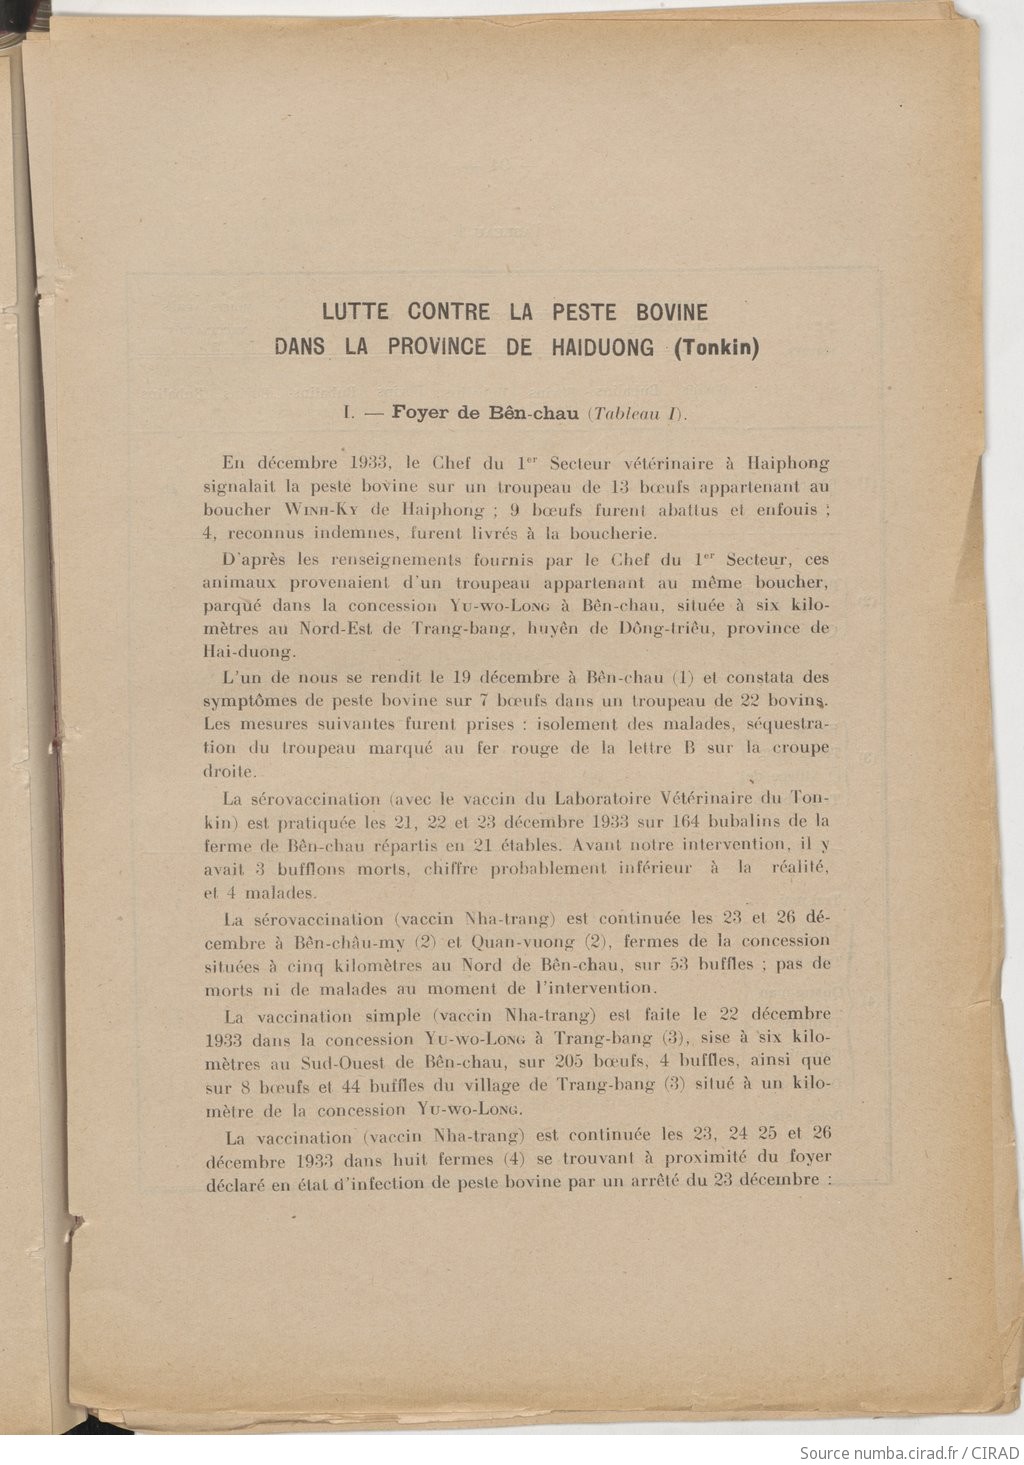 LUTTE CONTRE LA PESTE BOVINE
DANS LA PROVINCE DE HAIDUONG (Tonkin)
I. — Foyer de Bên-chau (Tableau I).
En décembre 1933, le Chef du 1er Secteur vétérinaire à Haiphong
signalait la peste bovine sur un troupeau de 13 bœufs appartenant au
boucher WINH-KY de Haiphong ; 9 bœufs furent abattus et enfouis ;
4, reconnus indemnes, furent livrés à la boucherie.
D'après les renseignements fournis par le Chef du 1er Secteur, ces
animaux provenaient d'un troupeau appartenant au même boucher,
parqué dans la concession YU-WO-LONG à Bên-chau, située à six kilo-
mètres au Nord-Est de Trang-bang, huyên de Dông-triêu, province de
Hai-duong.
L'un de nous se rendit le 19 décembre à Bên-chau (1) et constata des
symptômes de peste bovine sur 7 bœufs dans un troupeau de 22 bovins.
Les mesures suivantes furent prises : isolement des malades, séquestra-
tion du troupeau marqué au fer rouge de la lettre B sur la croupe
droite.
La sérovaccination (avec le vaccin du Laboratoire Vétérinaire du Ton-
kin) est pratiquée les 21, 22 et 23 décembre 1933 sur 164 bubalins de la
ferme de Bên-chau répartis en 21 étables. Avant notre intervention, il y
avait 3 bufflons morts, chiffre probablement inférieur à la réalité,
et 4 malades.
La sérovaccination (vaccin Nha-trang) est continuée les 23 et 26 dé-
cembre à Bên-châu-my (2) et Quan-vuong (2), fermes de la concession
situées à cinq kilomètres au Nord de Bên-chau, sur 53 buffles ; pas de
morts ni de malades au moment de l'intervention.
La vaccination simple (vaccin Nha-trang) est faite le 22 décembre
1933 dans la concession YU-WO-LONG à Trang-bang (3), sise à six kilo-
mètres au Sud-Ouest de Bên-chau, sur 205 bœufs, 4 buffles, ainsi que
sur 8 bœufs et 44 buffles du village de Trang-bang (3) situé à un kilo-
mètre de la concession YU-WO-LONG.
La vaccination (vaccin Nha-trang) est continuée les 23, 24 25 et 26
décembre 1933 dans huit fermes (4) se trouvant à proximité du foyer
déclaré en état d'infection de peste bovine par un arrêté du 23 décembre :
Source numba.cirad.fr / CIRAD